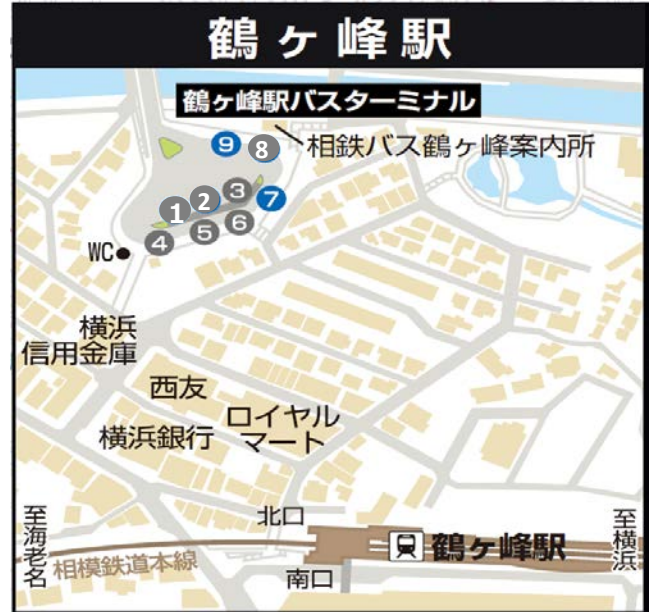 鶴ヶ峰駅
鶴ヶ峰駅バスターミナル
相鉄バス鶴ヶ峰案内所
9
8
3
7
1
2
6
5
4
WC
横浜
信用金庫
西友
ロイヤル
マート
横浜銀行
至海老名
北口
相模鉄道本線
鶴ヶ峰駅
南口
至横浜